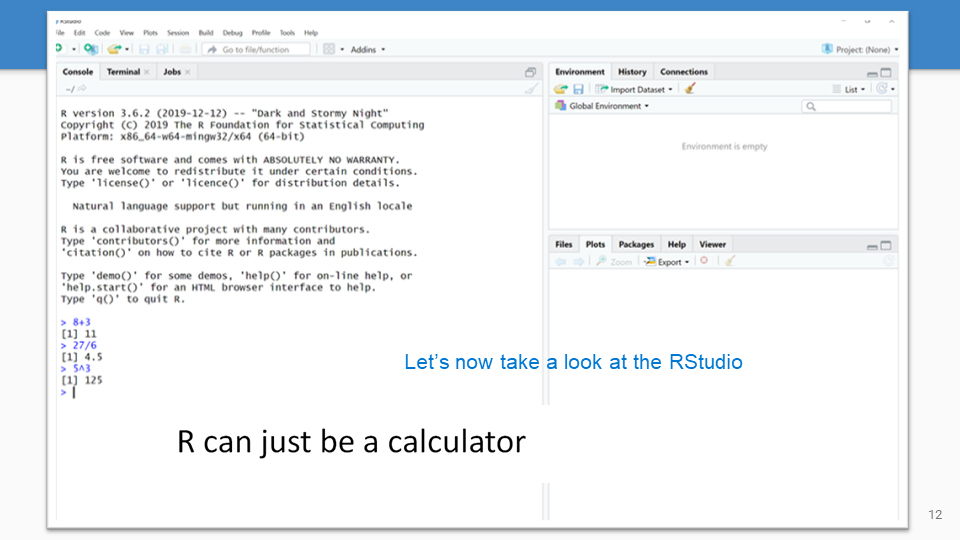 RStudio
File Edit Code View Plots Session Build Debug Profile Tools Help
Go to file/function Addins Project: (None)
Console Terminal Jobs
~/
R version 3.6.2 (2019-12-12) -- "Dark and Stormy Night"
Copyright (C) 2019 The R Foundation for Statistical Computing
Platform: x86_64-w64-mingw32/x64 (64-bit)
R is free software and comes with ABSOLUTELY NO WARRANTY.
You are welcome to redistribute it under certain conditions.
Type 'license()' or 'licence()' for distribution details.
Natural language support but running in an English locale
R is a collaborative project with many contributors.
Type 'contributors()' for more information and
'citation()' on how to cite R or R packages in publications.
Type 'demo()' for some demos, 'help()' for on-line help, or
'help.start()' for an HTML browser interface to help.
Type 'q()' to quit R.
> 8+3
[1] 11
> 27/6
[1] 4.5
> 5^3
[1] 125
>
Environment History Connections
Import Dataset List
Global Environment
Environment is empty
Files Plots Packages Help Viewer
Zoom Export
Let's now take a look at the RStudio
R can just be a calculator
12